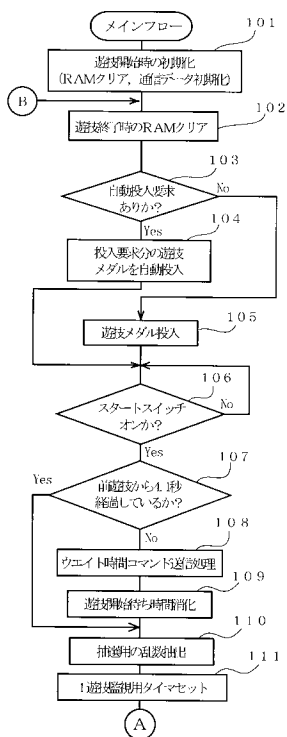 メインフロー
101
遊技開始時の初期化
(RAMクリア,通信データ初期化)
B
102
遊技終了時のRAMクリア
103
自動投入要求
ありか?
No
Yes
104
投入要求分の遊技
メダルを自動投入
105
遊技メダル投入
106
スタートスイッチ
オンか?
No
Yes
107
Yes
前遊技から4.1秒
経過しているか?
No
108
ウエイト時間コマンド送信処理
109
遊技開始待ち時間消化
110
抽選用の乱数抽出
111
1遊技監視用タイマセット
A